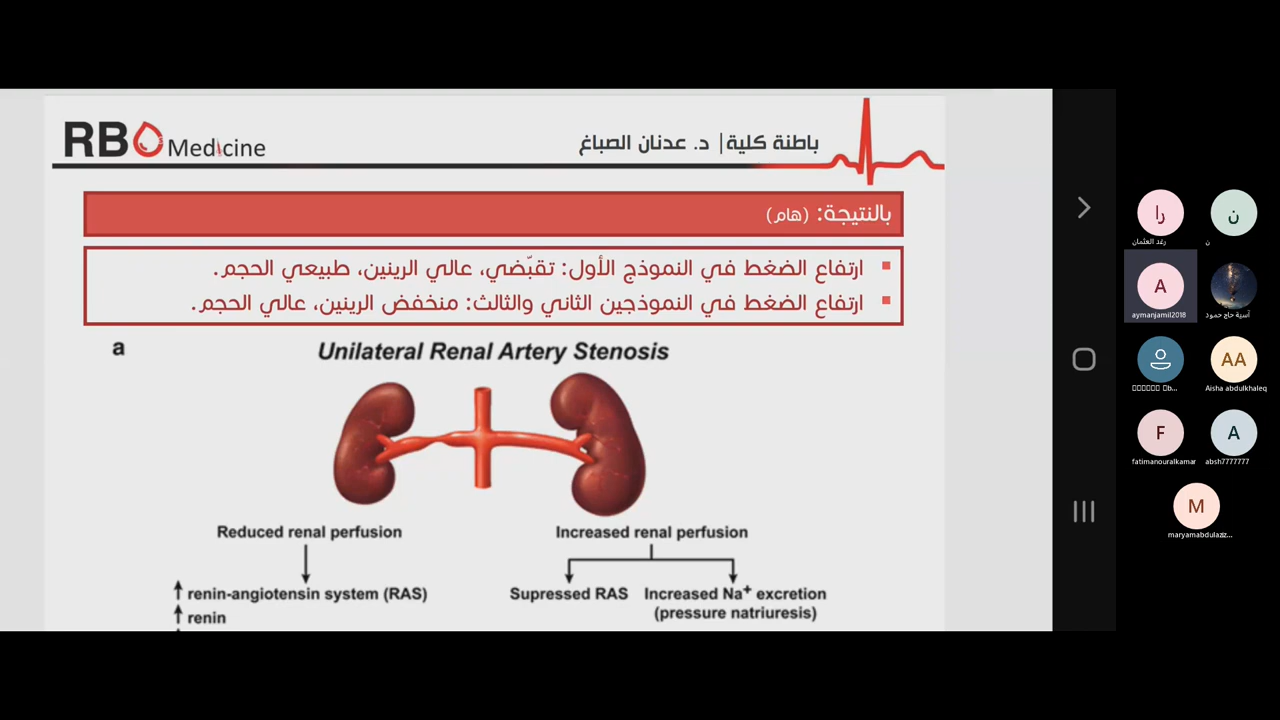 RB Medicine
باطنة كلية | د. عدنان الصباغ
بالنتيجة: (هام)
ارتفاع الضغط في النموذج الأول: تقبّضي، عالي الرينين، طبيعي الحجم.
ارتفاع الضغط في النموذجين الثاني والثالث: منخفض الرينين، عالي الحجم.
a
Unilateral Renal Artery Stenosis
Reduced renal perfusion
Increased renal perfusion
↑ renin-angiotensin system (RAS)
Supressed RAS
Increased Na+ excretion
(pressure natriuresis)
↑ renin
را
ن
رغد العثمان
ن
A
aymanjamil2018
آسية حاج حمود
AA
Aisha abdulkhaleq
F
A
fatimanouralkamar
absh7777777
M
maryamabdulaziz...